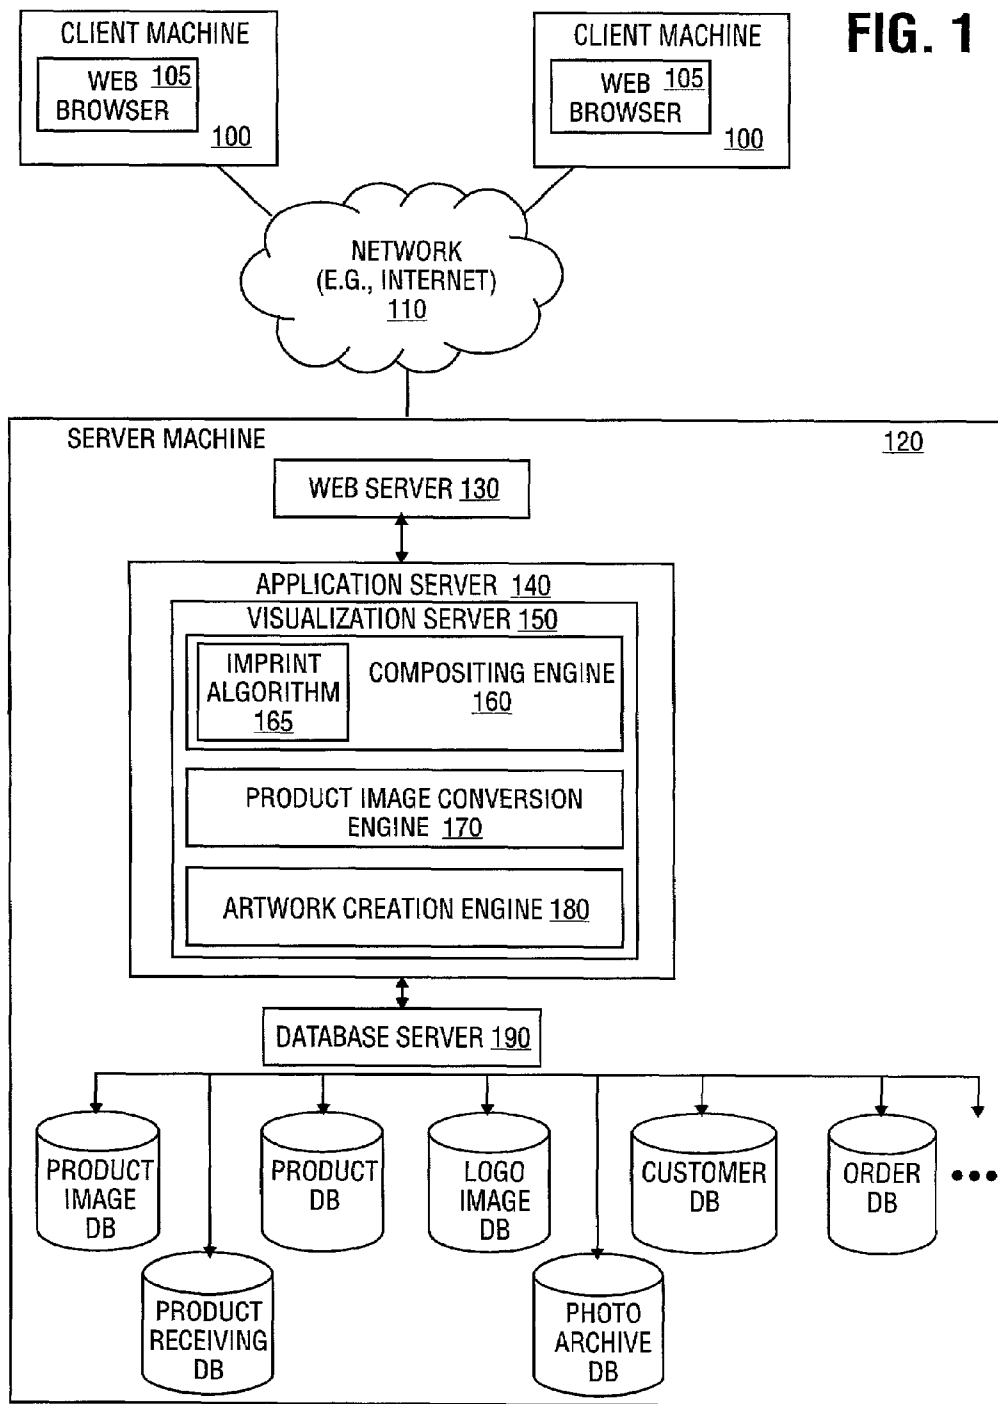 FIG. 1
CLIENT MACHINE
WEB 105
BROWSER
100
CLIENT MACHINE
WEB 105
BROWSER
100
NETWORK
(E.G., INTERNET)
110
SERVER MACHINE
120
WEB SERVER 130
APPLICATION SERVER 140
VISUALIZATION SERVER 150
IMPRINT
ALGORITHM
165
COMPOSITING ENGINE
160
PRODUCT IMAGE CONVERSION
ENGINE 170
ARTWORK CREATION ENGINE 180
DATABASE SERVER 190
PRODUCT
IMAGE
DB
PRODUCT
DB
LOGO
IMAGE
DB
CUSTOMER
DB
ORDER
DB
•••
PRODUCT
RECEIVING
DB
PHOTO
ARCHIVE
DB